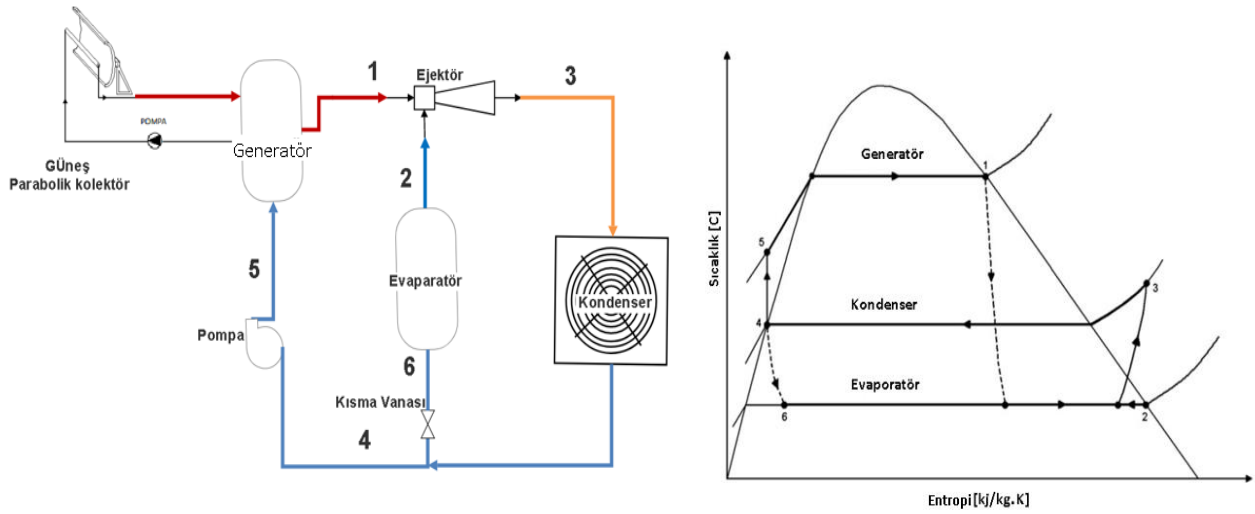 1
Ejektör
3
POMPA
Generatör
GÜneş
Parabolik kolektör
2
5
Evaparatör
Kondenser
Pompa
6
Kısma Vanası
4
Sıcaklık [C]
Generatör
1
5
3
4
Kondenser
Evaporatör
6
2
Entropi [kj/kg.K]